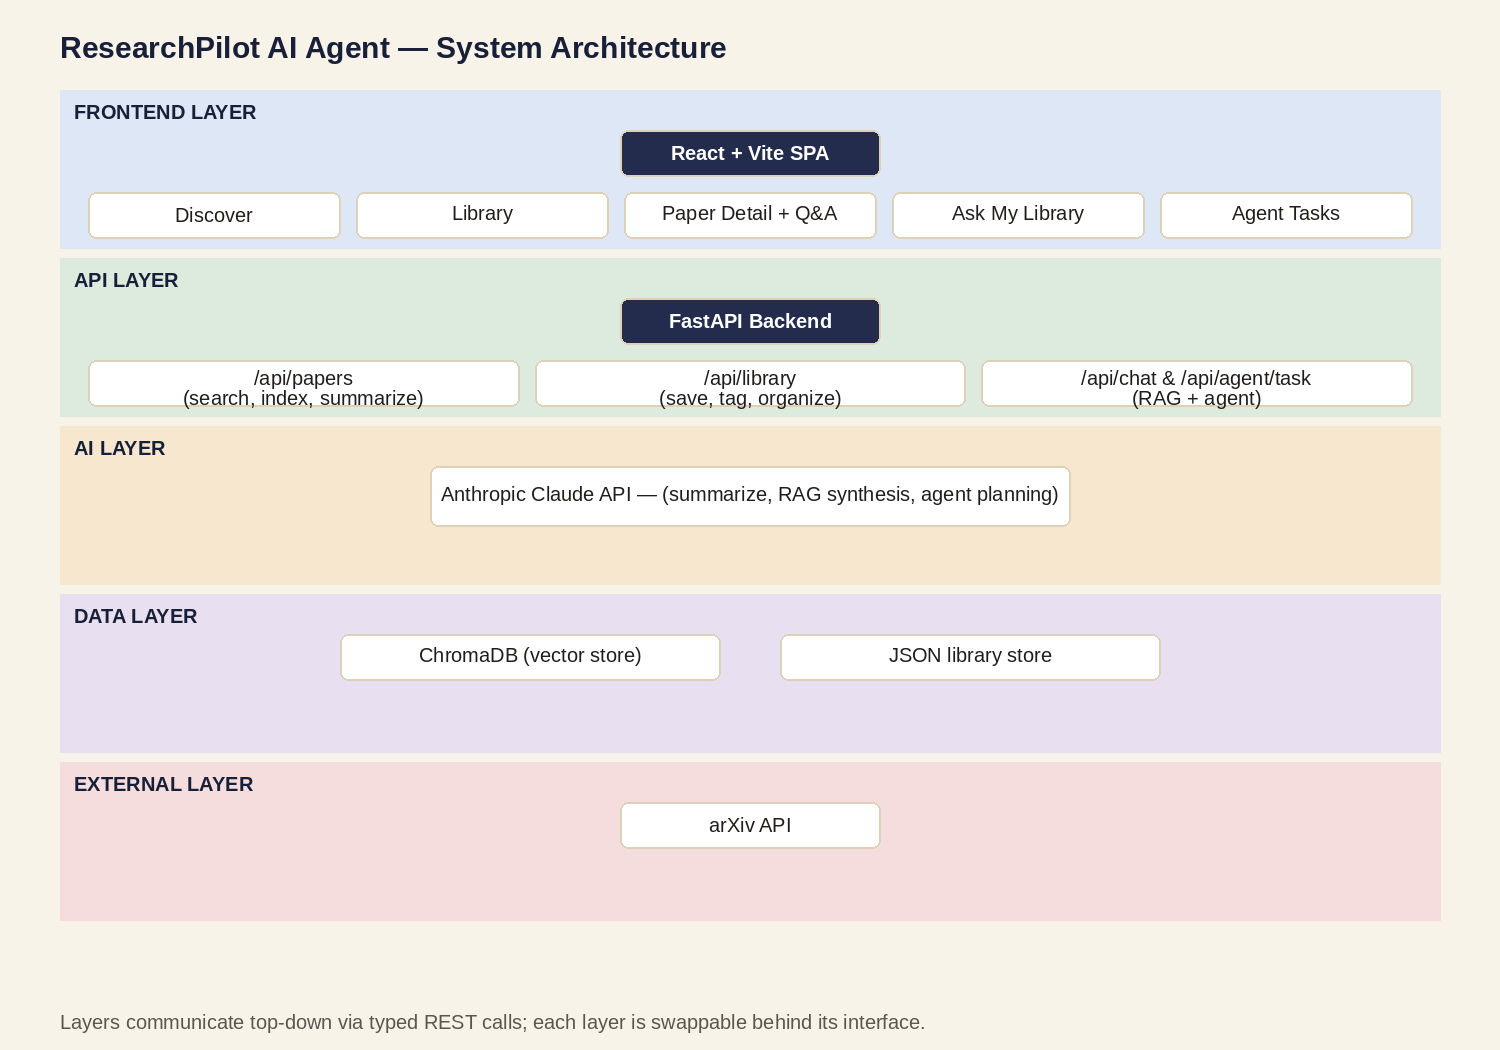 ResearchPilot AI Agent — System Architecture
FRONTEND LAYER
React + Vite SPA
Discover
Library
Paper Detail + Q&A
Ask My Library
Agent Tasks
API LAYER
FastAPI Backend
/api/papers
(search, index, summarize)
/api/library
(save, tag, organize)
/api/chat & /api/agent/task
(RAG + agent)
AI LAYER
Anthropic Claude API — (summarize, RAG synthesis, agent planning)
DATA LAYER
ChromaDB (vector store)
JSON library store
EXTERNAL LAYER
arXiv API
Layers communicate top-down via typed REST calls; each layer is swappable behind its interface.